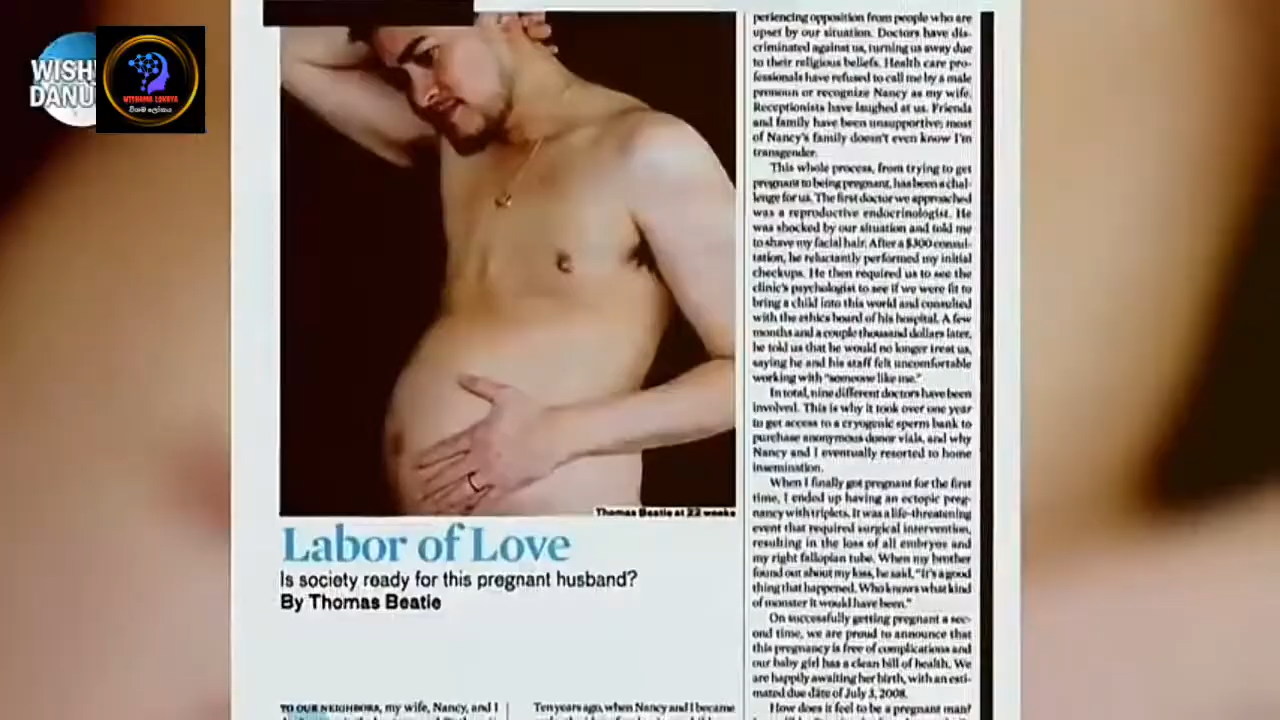 WISH
DANU
WISHAMA LOKAYA
විශම ලෝකය
Thomas Beatie at 22 weeks
Labor of Love
Is society ready for this pregnant husband?
By Thomas Beatie
TO OUR NEIGHBORS, my wife, Nancy, and I
Ten years ago, when Nancy and I became
periencing opposition from people who are
upset by our situation. Doctors have dis-
criminated against us, turning us away due
to their religious beliefs. Health care pro-
fessionals have refused to call me by a male
pronoun or recognize Nancy as my wife.
Receptionists have laughed at us. Friends
and family have been unsupportive; most
of Nancy's family doesn't even know I'm
transgender.
This whole process, from trying to get
pregnant to being pregnant, has been a chal-
lenge for us. The first doctor we approached
was a reproductive endocrinologist. He
was shocked by our situation and told me
to shave my facial hair. After a $300 consul-
tation, he reluctantly performed my initial
checkups. He then required us to see the
clinic's psychologist to see if we were fit to
bring a child into this world and consulted
with the ethics board of his hospital. A few
months and a couple thousand dollars later,
he told us that he would no longer treat us,
saying he and his staff felt uncomfortable
working with "someone like me."
In total, nine different doctors have been
involved. This is why it took over one year
to get access to a cryogenic sperm bank to
purchase anonymous donor vials, and why
Nancy and I eventually resorted to home
insemination.
When I finally got pregnant for the first
time, I ended up having an ectopic preg-
nancy with triplets. It was a life-threatening
event that required surgical intervention,
resulting in the loss of all embryos and
my right fallopian tube. When my brother
found out about my loss, he said, "It's a good
thing that happened. Who knows what kind
of monster it would have been."
On successfully getting pregnant a sec-
ond time, we are proud to announce that
this pregnancy is free of complications and
our baby girl has a clean bill of health. We
are happily awaiting her birth, with an esti-
mated due date of July 3, 2008.
How does it feel to be a pregnant man?